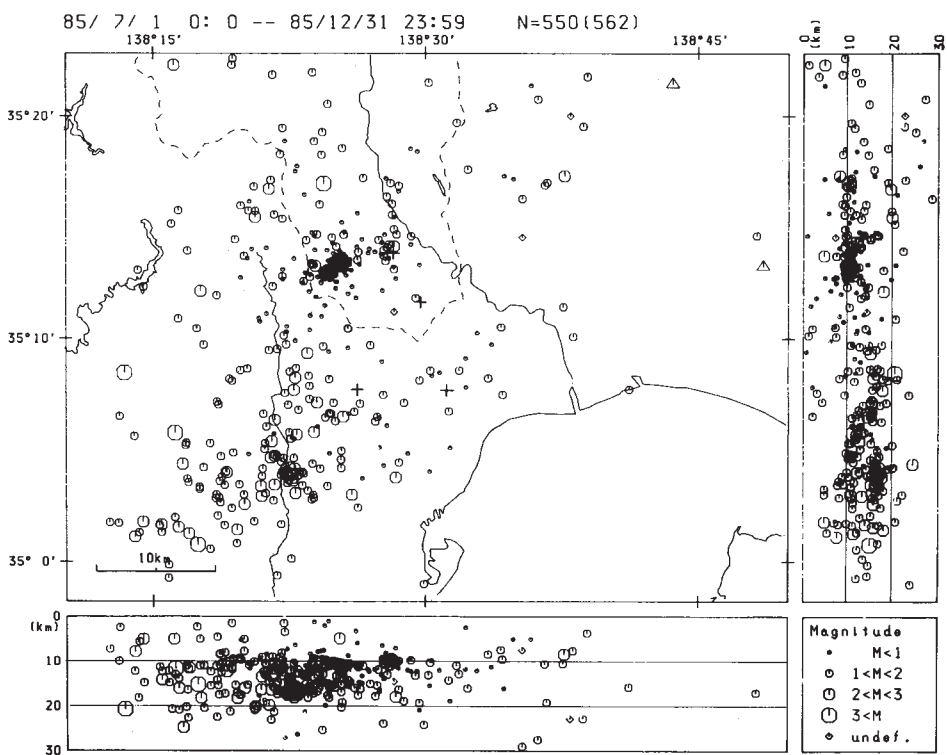 85/ 7/ 1 0: 0 -- 85/12/31 23:59 N=550(562)
138°15' 138°30' 138°45'
(km) 0 10 20 30
35°20'
35°10'
35° 0'
10km
0
(km)
10
20
30
Magnitude
M<1
1<M<2
2<M<3
3<M
undef.